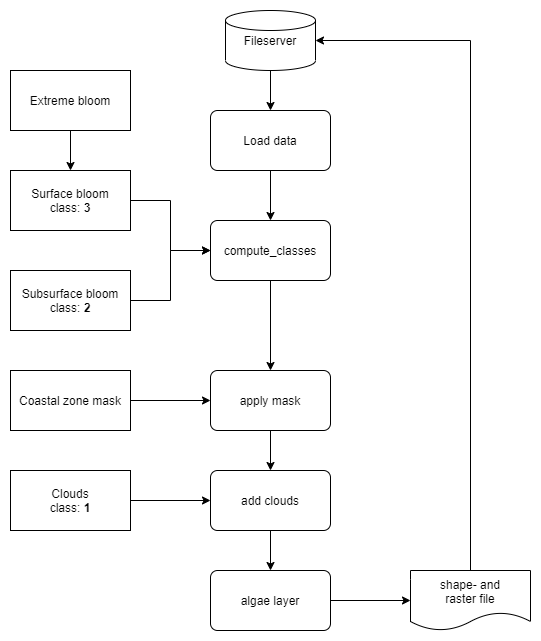 Fileserver
Extreme bloom
Load data
Surface bloom
class: 3
compute_classes
Subsurface bloom
class: 2
Coastal zone mask
apply mask
Clouds
class: 1
add clouds
algae layer
shape- and
raster file